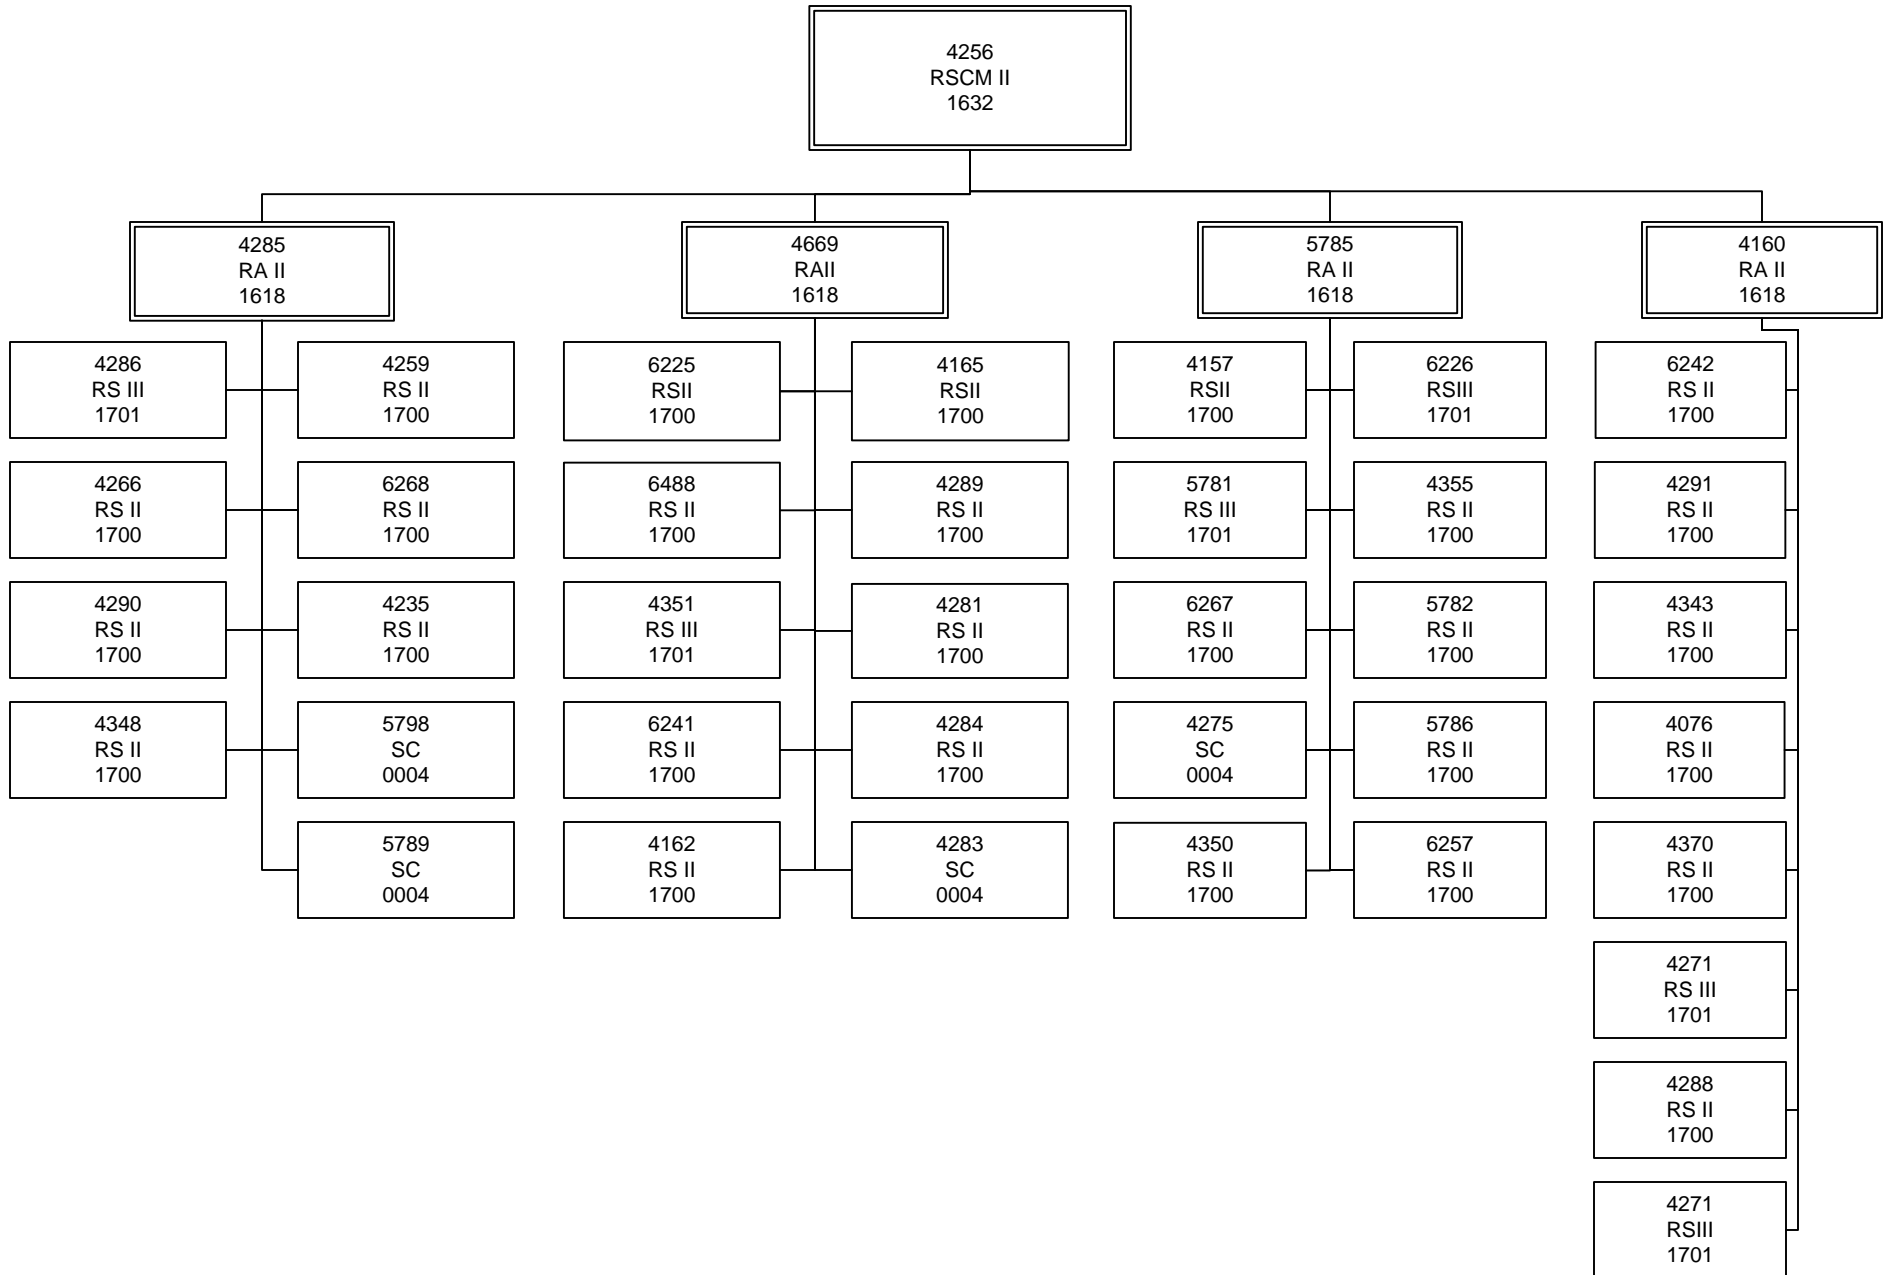 4256
RSCM II
1632
4285
RA II
1618
4669
RAII
1618
5785
RA II
1618
4160
RA II
1618
4286
RS III
1701
4259
RS II
1700
4266
RS II
1700
6268
RS II
1700
4290
RS II
1700
4235
RS II
1700
4348
RS II
1700
5798
SC
0004
5789
SC
0004
6225
RSII
1700
4165
RSII
1700
6488
RS II
1700
4289
RS II
1700
4351
RS III
1701
4281
RS II
1700
6241
RS II
1700
4284
RS II
1700
4162
RS II
1700
4283
SC
0004
4157
RSII
1700
6226
RSIII
1701
5781
RS III
1701
4355
RS II
1700
6267
RS II
1700
5782
RS II
1700
4275
SC
0004
5786
RS II
1700
4350
RS II
1700
6257
RS II
1700
6242
RS II
1700
4291
RS II
1700
4343
RS II
1700
4076
RS II
1700
4370
RS II
1700
4271
RS III
1701
4288
RS II
1700
4271
RSIII
1701